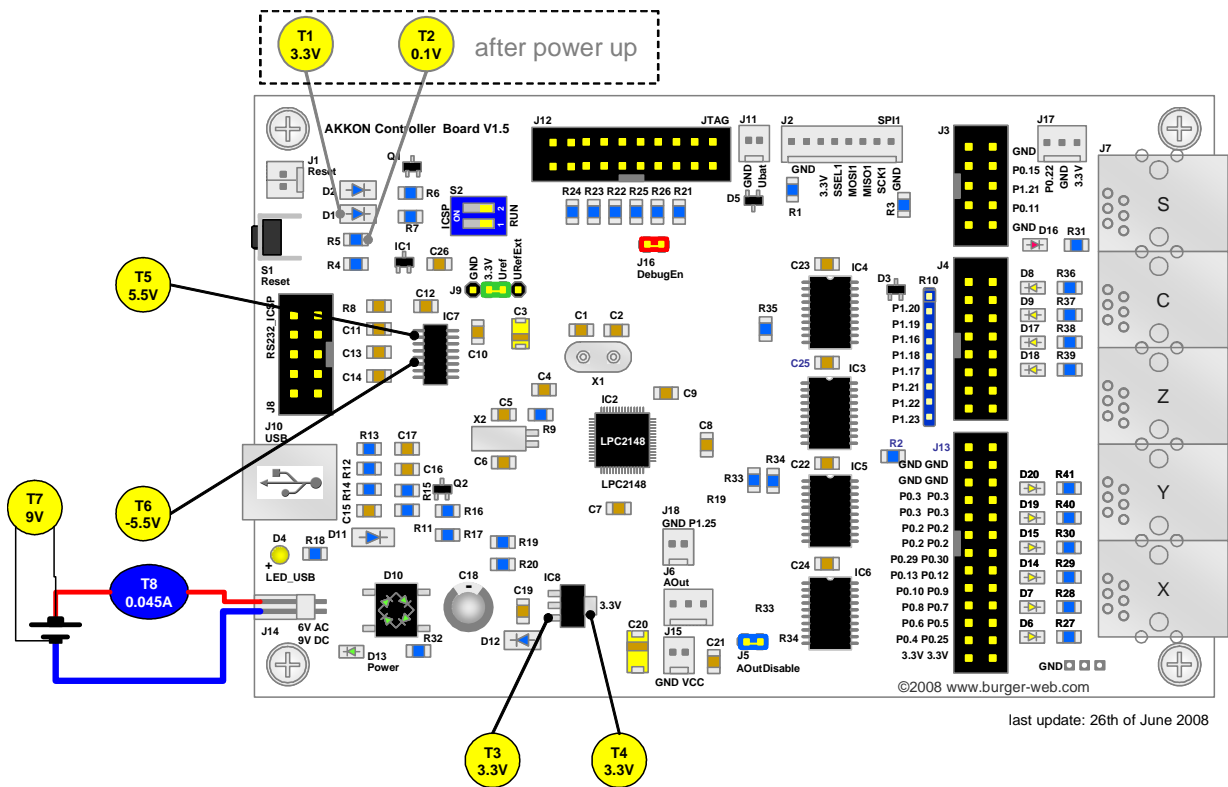 T1
3.3V
T2
0.1V
after power up
AKKON Controller Board V1.5
J12
JTAG
J11
GND
Ubat
J2
SPI1
GND
3.3V
SSEL1
MOSI1
MISO1
SCK1
GND
J3
GND
P0.15
P1.21
P0.11
GND
J17
P0.22
GND
3.3V
J7
S
C
Z
Y
X
J1
Reset
Q1
D2
D1
R6
R7
R5
R4
S2
ICSP
ON
2
1
RUN
R24
R23
R22
R25
R26
R21
D5
R1
R3
D16
R31
S1
Reset
IC1
C26
J9
GND
3.3V
Uref
URefExt
J16
DebugEn
C23
IC4
D3
R10
J4
D8
R36
D9
R37
D17
R38
D18
R39
T5
5.5V
RS232_ICSP
J8
R8
C11
C13
C14
C12
IC7
C10
C3
C1
C2
X1
R35
C25
IC3
P1.20
P1.19
P1.16
P1.18
P1.17
P1.21
P1.22
P1.23
J10
USB
C4
C5
X2
R9
C6
IC2
LPC2148
LPC2148
C9
C8
R2
J13
GND GND
GND GND
P0.3 P0.3
P0.3 P0.3
P0.2 P0.2
P0.2 P0.2
P0.29 P0.30
P0.13 P0.12
P0.10 P0.9
P0.8 P0.7
P0.6 P0.5
P0.4 P0.25
3.3V 3.3V
R13
C17
R12
C16
R14
R15
C15
Q2
R16
R11
R17
D11
C7
R33
R34
R19
C22
IC5
D20
R41
D19
R40
D15
R30
D14
R29
D7
R28
D6
R27
T7
9V
T6
-5.5V
D4
+
LED_USB
R18
R19
R20
J18
GND P1.25
T8
0.045A
J14
6V AC
9V DC
D10
C18
C19
IC8
3.3V
D12
D13
Power
R32
J6
AOut
C20
J15
GND VCC
C21
R33
R34
J5
AOutDisable
C24
IC6
GND
©2008 www.burger-web.com
last update: 26th of June 2008
T3
3.3V
T4
3.3V